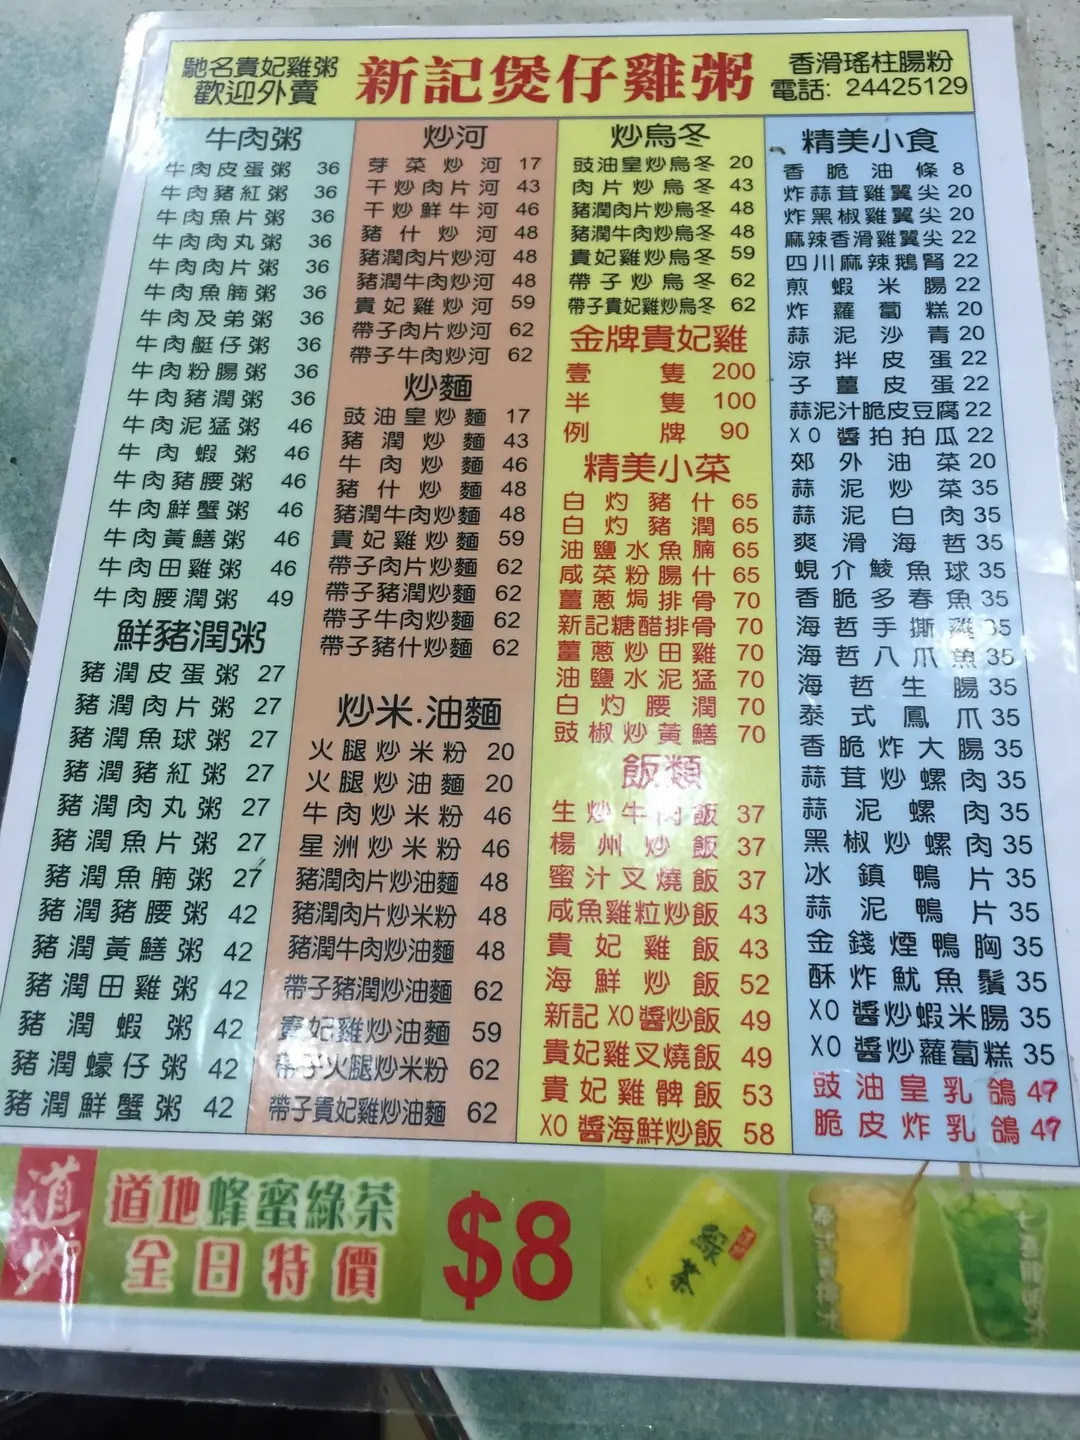 馳名貴妃雞粥
歡迎外賣
新記煲仔雞粥
香滑瑤柱腸粉
電話: 24425129
牛肉粥
牛肉皮蛋粥 36
牛肉豬紅粥 36
牛肉魚片粥 36
牛肉肉丸粥 36
牛肉肉片粥 36
牛肉魚腩粥 36
牛肉及弟粥 36
牛肉艇仔粥 36
牛肉粉腸粥 36
牛肉豬潤粥 36
牛肉泥猛粥 46
牛肉蝦粥 46
牛肉豬腰粥 46
牛肉鮮蟹粥 46
牛肉黃鱔粥 46
牛肉田雞粥 46
牛肉腰潤粥 49
鮮豬潤粥
豬潤皮蛋粥 27
豬潤肉片粥 27
豬潤魚球粥 27
豬潤豬紅粥 27
豬潤肉丸粥 27
豬潤魚片粥 27
豬潤魚腩粥 27
豬潤豬腰粥 42
豬潤黃鱔粥 42
豬潤田雞粥 42
豬潤蝦粥 42
豬潤蠔仔粥 42
豬潤鮮蟹粥 42
炒河
芽菜炒河 17
干炒肉片河 43
干炒鮮牛河 46
豬什炒河 48
豬潤肉片炒河 48
豬潤牛肉炒河 48
貴妃雞炒河 59
帶子肉片炒河 62
帶子牛肉炒河 62
炒麵
豉油皇炒麵 17
豬潤炒麵 43
牛肉炒麵 46
豬什炒麵 48
豬潤牛肉炒麵 48
貴妃雞炒麵 59
帶子肉片炒麵 62
帶子豬潤炒麵 62
帶子牛肉炒麵 62
帶子豬什炒麵 62
炒米.油麵
火腿炒米粉 20
火腿炒油麵 20
牛肉炒米粉 46
星洲炒米粉 46
豬潤肉片炒油麵 48
豬潤肉片炒米粉 48
豬潤牛肉炒油麵 48
帶子豬潤炒油麵 62
貴妃雞炒油麵 59
帶子火腿炒米粉 62
帶子貴妃雞炒油麵 62
炒烏冬
豉油皇炒烏冬 20
肉片炒烏冬 43
豬潤肉片炒烏冬 48
豬潤牛肉炒烏冬 48
貴妃雞炒烏冬 59
帶子炒烏冬 62
帶子貴妃雞炒烏冬 62
金牌貴妃雞
壹隻 200
半隻 100
例牌 90
精美小菜
白灼豬什 65
白灼豬潤 65
油鹽水魚腩 65
咸菜粉腸什 65
薑蔥焗排骨 70
新記糖醋排骨 70
薑蔥炒田雞 70
油鹽水泥猛 70
白灼腰潤 70
豉椒炒黃鱔 70
飯類
生炒牛肉飯 37
楊州炒飯 37
蜜汁叉燒飯 37
咸魚雞粒炒飯 43
貴妃雞飯 43
海鮮炒飯 52
新記XO醬炒飯 49
貴妃雞叉燒飯 49
貴妃雞髀飯 53
XO醬海鮮炒飯 58
精美小食
香脆油條 8
炸蒜茸雞翼尖 20
炸黑椒雞翼尖 20
麻辣香滑雞翼尖 22
四川麻辣鵝腎 22
煎蝦米腸 22
炸蘿蔔糕 20
蒜泥沙青 20
涼拌皮蛋 22
子薑皮蛋 22
蒜泥汁脆皮豆腐 22
XO醬拍拍瓜 22
郊外油菜 20
蒜泥炒菜 35
蒜泥白肉 35
爽滑海哲 35
蜆介鯪魚球 35
香脆多春魚 35
海哲手撕雞 35
海哲八爪魚 35
海哲生腸 35
泰式鳳爪 35
香脆炸大腸 35
蒜茸炒螺肉 35
蒜泥螺肉 35
黑椒炒螺肉 35
冰鎮鴨片 35
蒜泥鴨片 35
金錢煙鴨胸 35
酥炸魷魚鬚 35
XO醬炒蝦米腸 35
XO醬炒蘿蔔糕 35
豉油皇乳鴿 47
脆皮炸乳鴿 47
道地
道地蜂蜜綠茶
全日特價
$8
綠茶